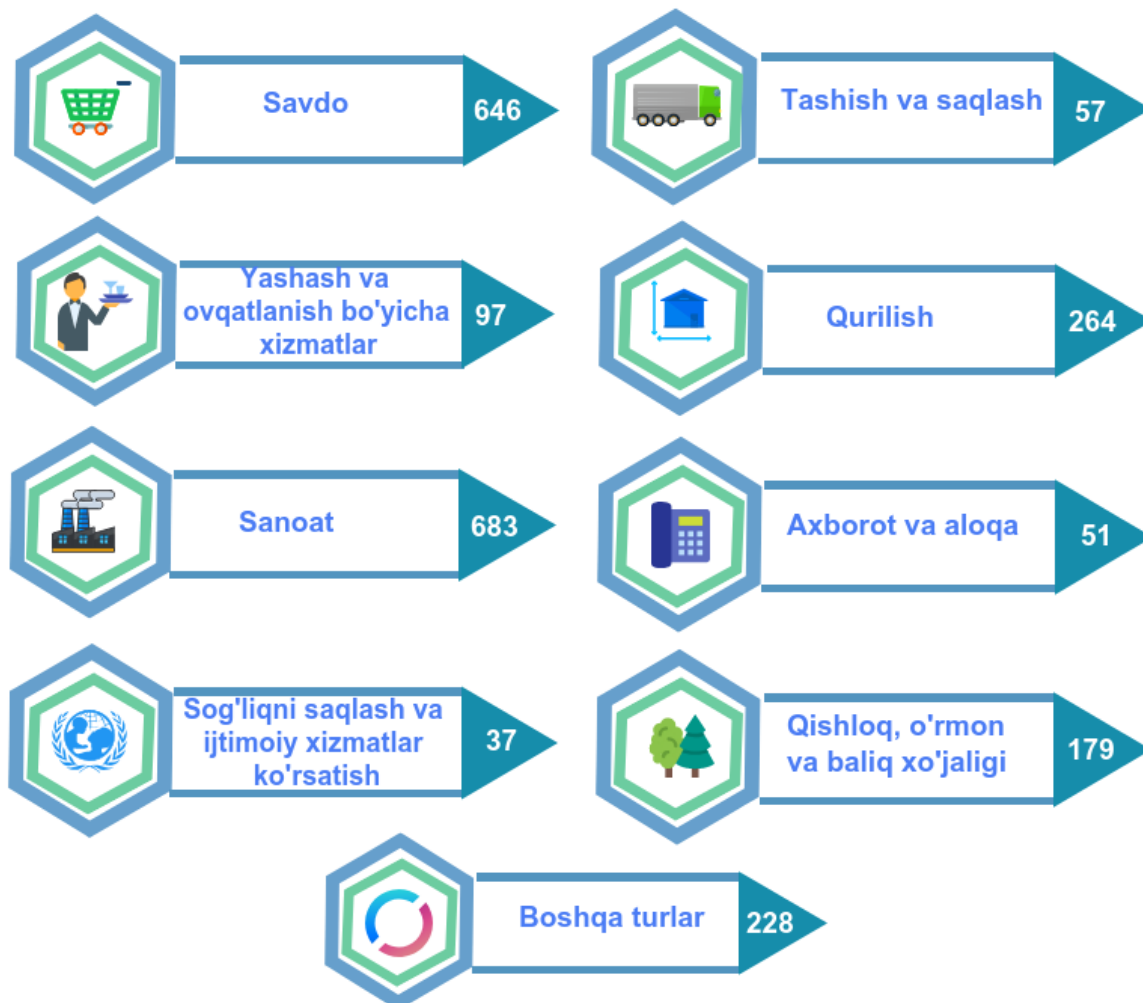 Savdo
646
Tashish va saqlash
57
Yashash va
ovqatlanish bo'yicha
xizmatlar
97
Qurilish
264
Sanoat
683
Axborot va aloqa
51
Sog'liqni saqlash va
ijtimoiy xizmatlar
ko'rsatish
37
Qishloq, o'rmon
va baliq xo'jaligi
179
Boshqa turlar
228